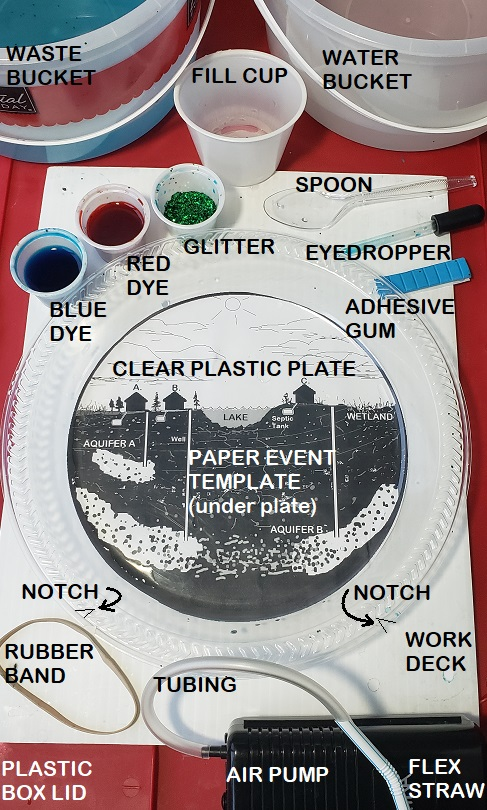 WASTE
BUCKET
FILL CUP
WATER
BUCKET
SPOON
GLITTER
EYEDROPPER
RED
DYE
BLUE
DYE
ADHESIVE
GUM
CLEAR PLASTIC PLATE
A.
B.
C.
LAKE
Septic
Tank
WETLAND
AQUIFER A
Well
PAPER EVENT
TEMPLATE
(under plate)
AQUIFER B
NOTCH
NOTCH
RUBBER
BAND
WORK
DECK
TUBING
PLASTIC
BOX LID
AIR PUMP
FLEX
STRAW